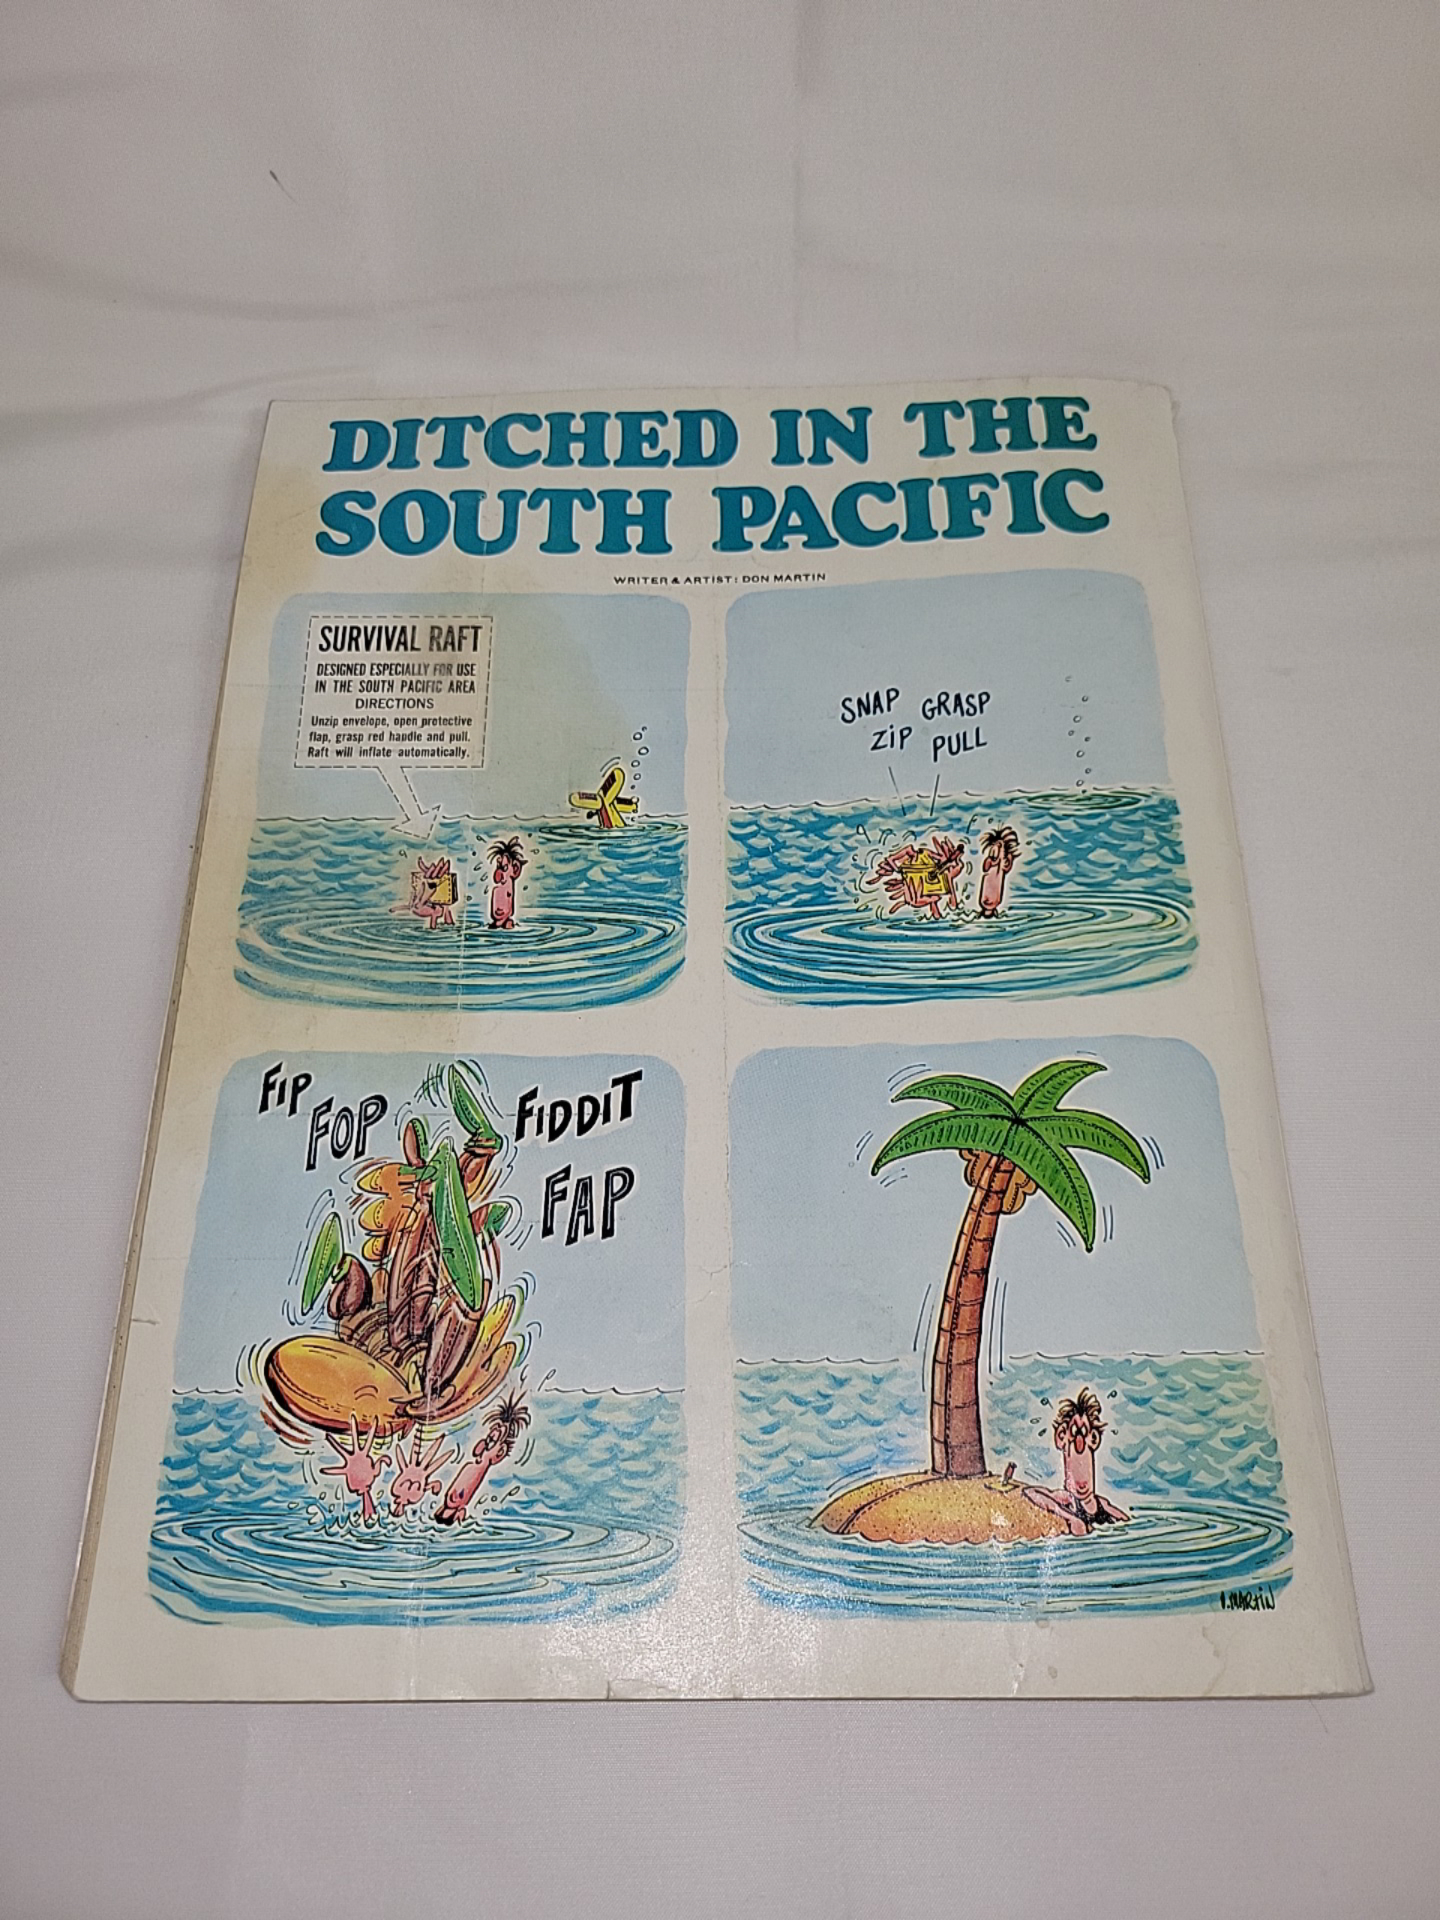 DITCHED IN THE
SOUTH PACIFIC
WRITER & ARTIST: DON MARTIN
SURVIVAL RAFT
DESIGNED ESPECIALLY FOR USE
IN THE SOUTH PACIFIC AREA
DIRECTIONS
Unzip envelope, open protective
flap, grasp red handle and pull.
Raft will inflate automatically.
SNAP GRASP
ZiP PULL
FIP
FOP
FIDDIT
FAP
D.MARTiN